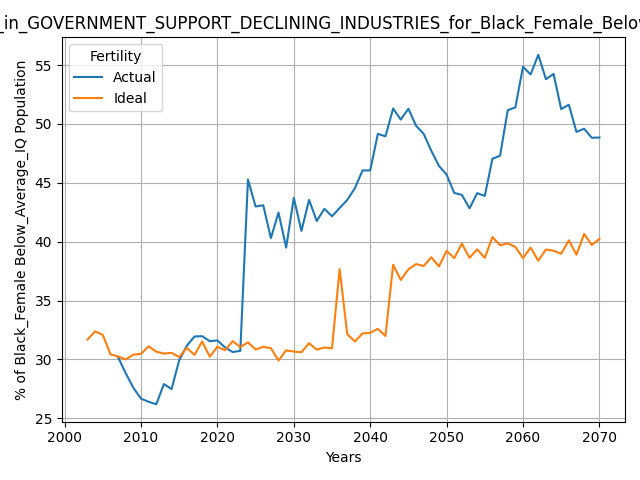 _in_GOVERNMENT_SUPPORT_DECLINING_INDUSTRIES_for_Black_Female_Below
Fertility
Actual
Ideal
% of Black_Female Below_Average_IQ Population
55
50
45
40
35
30
25
2000 2010 2020 2030 2040 2050 2060 2070
Years